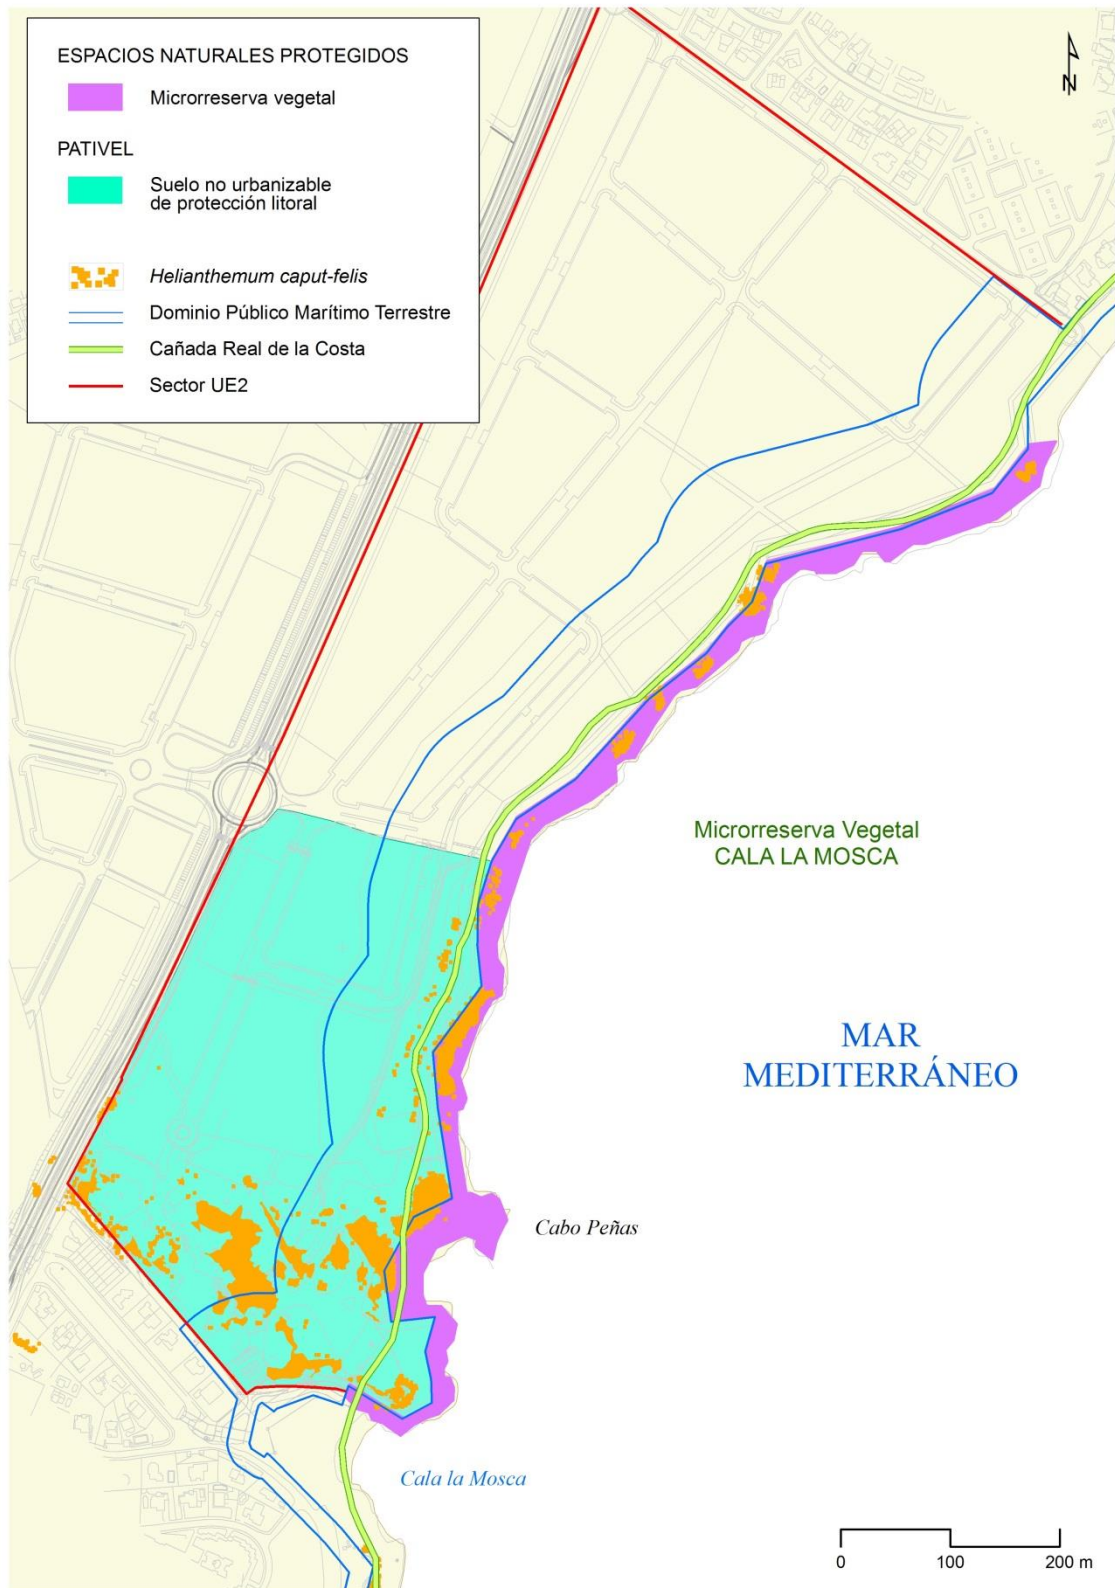 ESPACIOS NATURALES PROTEGIDOS
Microrreserva vegetal
PATIVEL
Suelo no urbanizable
de protección litoral
Helianthemum caput-felis
Dominio Público Marítimo Terrestre
Cañada Real de la Costa
Sector UE2
N
Microrreserva Vegetal
CALA LA MOSCA
MAR
MEDITERRÁNEO
Cabo Peñas
Cala la Mosca
0 100 200 m